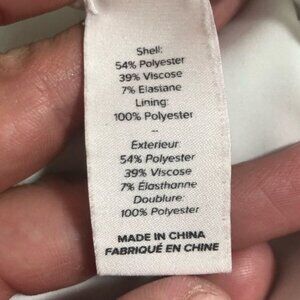 Shell:
54% Polyester
39% Viscose
7% Elastane
Lining:
100% Polyester
--
Exterieur:
54% Polyester
39% Viscose
7% Élasthanne
Doublure:
100% Polyester
MADE IN CHINA
FABRIQUÉ EN CHINE